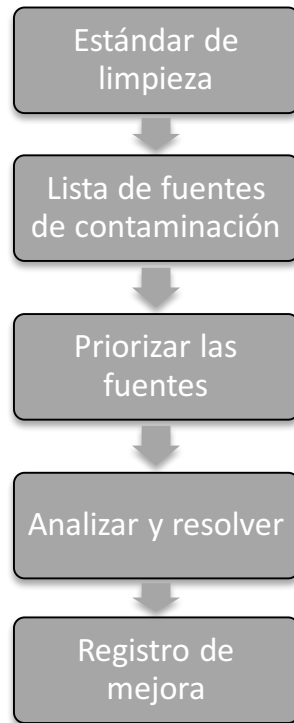 Estándar de
limpieza
Lista de fuentes
de contaminación
Priorizar las
fuentes
Analizar y resolver
Registro de
mejora